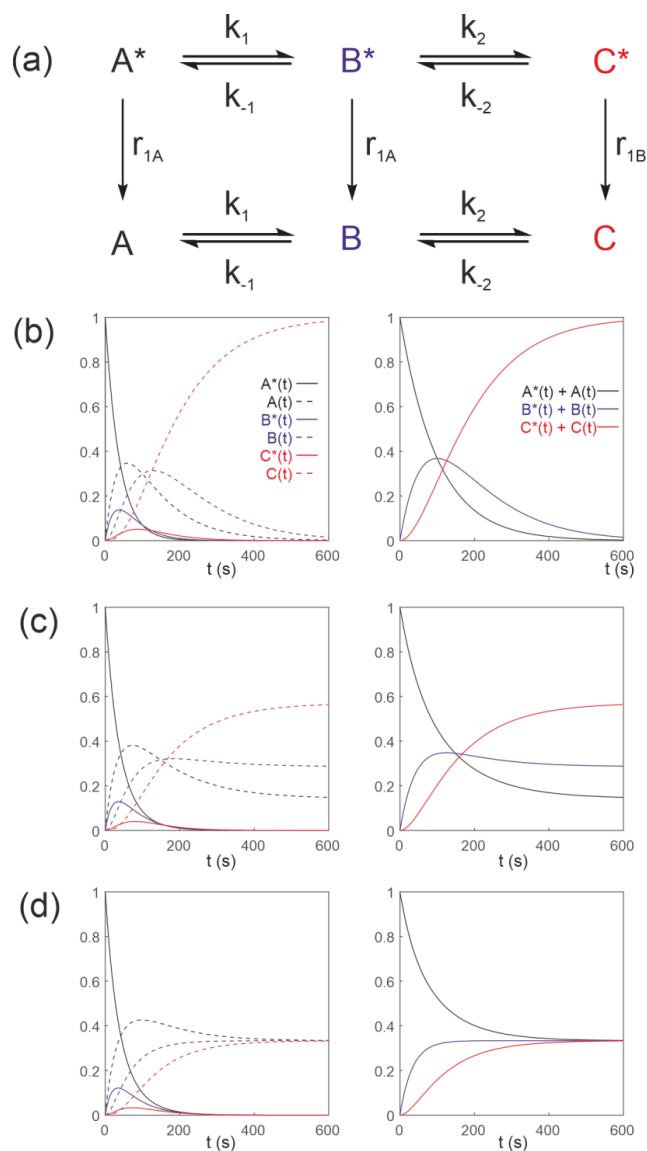 (a)
k1 k2
A* B* C*
k-1 k-2
r1A r1A r1B
k1 k2
A B C
k-1 k-2
(b)
1
0.8
0.6
0.4
0.2
0
0 200 400 600
t (s)
A*(t)
A(t)
B*(t)
B(t)
C*(t)
C(t)
1
0.8
0.6
0.4
0.2
0
0 200 400 600
t (s)
A*(t) + A(t)
B*(t) + B(t)
C*(t) + C(t)
(c)
1
0.8
0.6
0.4
0.2
0
0 200 400 600
t (s)
1
0.8
0.6
0.4
0.2
0
0 200 400 600
t (s)
(d)
1
0.8
0.6
0.4
0.2
0
0 200 400 600
t (s)
1
0.8
0.6
0.4
0.2
0
0 200 400 600
t (s)